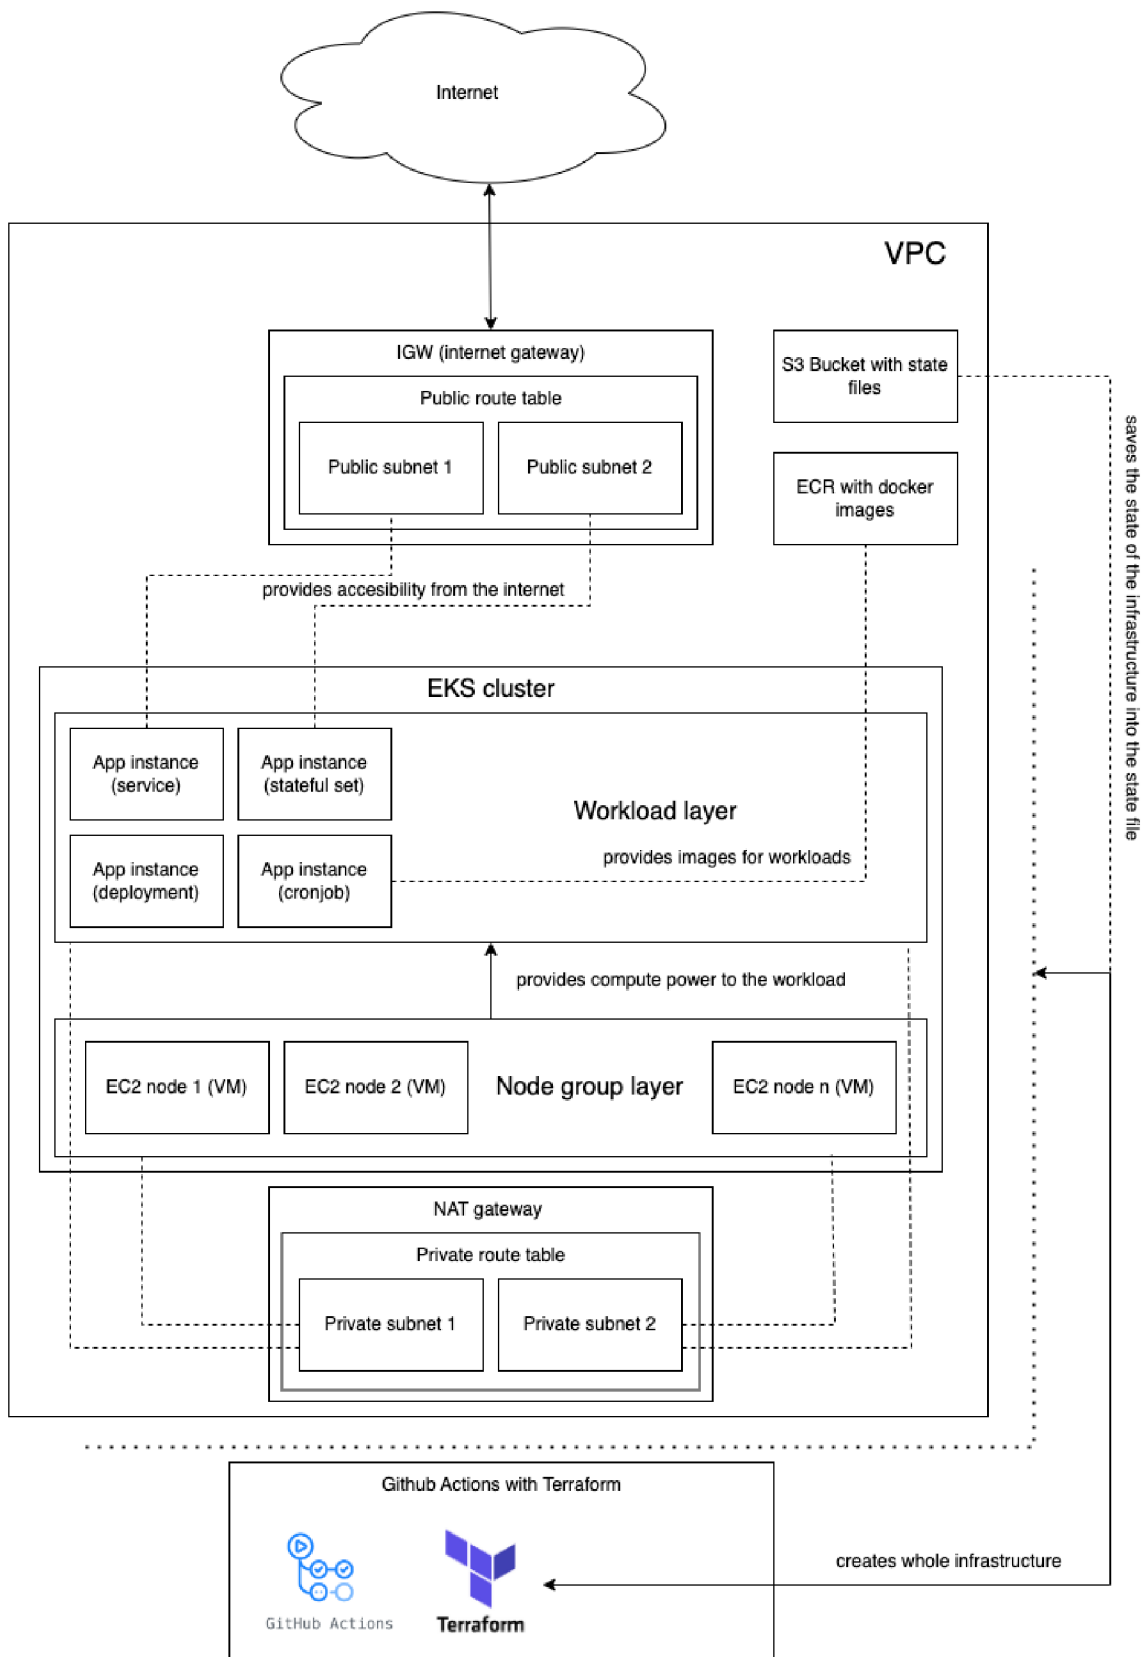 Internet
VPC
IGW (internet gateway)
Public route table
Public subnet 1
Public subnet 2
S3 Bucket with state
files
ECR with docker
images
saves the state of the infrastructure into the state file
provides accesibility from the internet
EKS cluster
App instance
(service)
App instance
(stateful set)
Workload layer
App instance
(deployment)
App instance
(cronjob)
provides images for workloads
provides compute power to the workload
EC2 node 1 (VM)
EC2 node 2 (VM)
Node group layer
EC2 node n (VM)
NAT gateway
Private route table
Private subnet 1
Private subnet 2
Github Actions with Terraform
creates whole infrastructure
GitHub Actions
Terraform